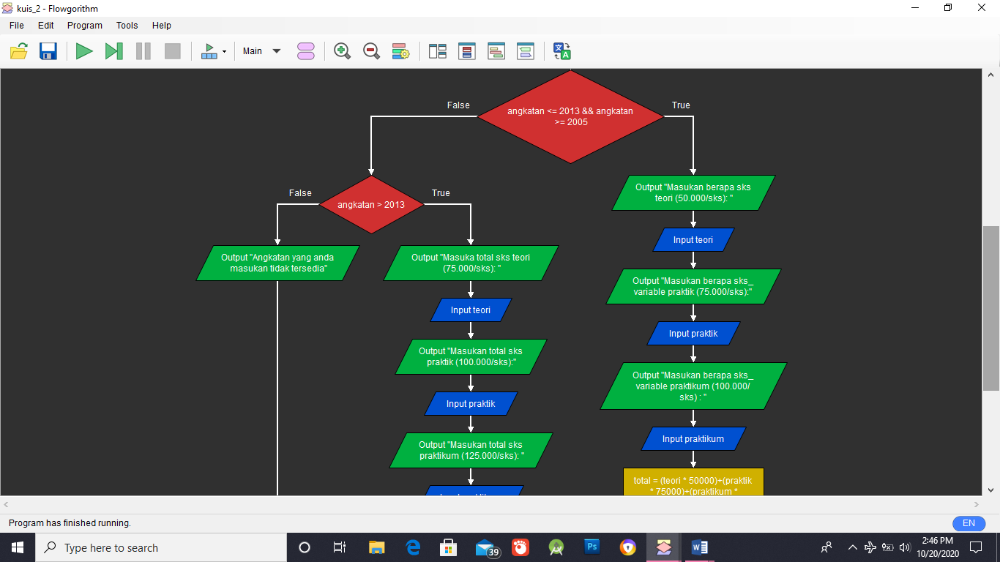 kuis_2 - Flowgorithm
File Edit Program Tools Help
Main
angkatan <= 2013 && angkatan
>= 2005
False
True
angkatan > 2013
False
True
Output "Angkatan yang anda
masukan tidak tersedia"
Output "Masuka total sks teori
(75.000/sks): "
Input teori
Output "Masukan total sks
praktik (100.000/sks):"
Input praktik
Output "Masukan total sks
praktikum (125.000/sks): "
Output "Masukan berapa sks
teori (50.000/sks): "
Input teori
Output "Masukan berapa sks_
variable praktik (75.000/sks):"
Input praktik
Output "Masukan berapa sks_
variable praktikum (100.000/
sks) : "
Input praktikum
total = (teori * 50000)+(praktik
* 75000)+(praktikum *
Program has finished running.
EN
Type here to search
39
Ps
2:46 PM
10/20/2020